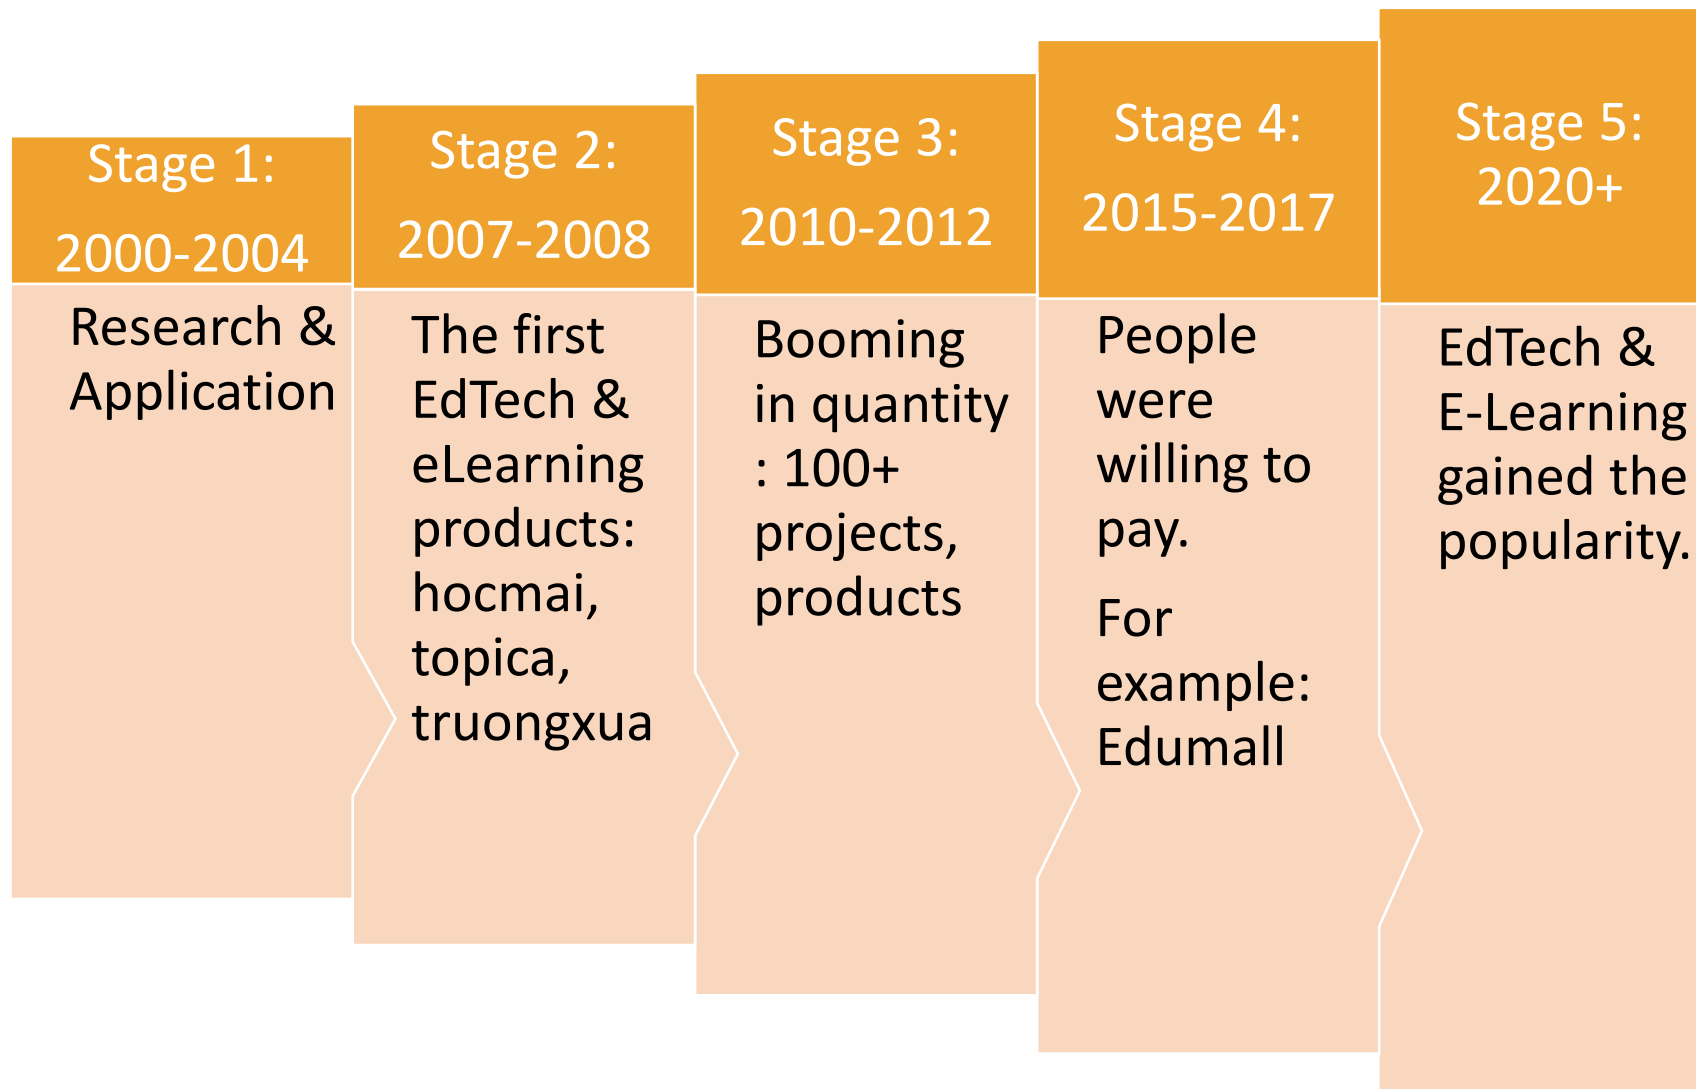 Stage 1:
2000-2004
Research &
Application
Stage 2:
2007-2008
The first
EdTech &
eLearning
products:
hocmai,
topica,
truongxua
Stage 3:
2010-2012
Booming
in quantity
: 100+
projects,
products
Stage 4:
2015-2017
People
were
willing to
pay.
For
example:
Edumall
Stage 5:
2020+
EdTech &
E-Learning
gained the
popularity.